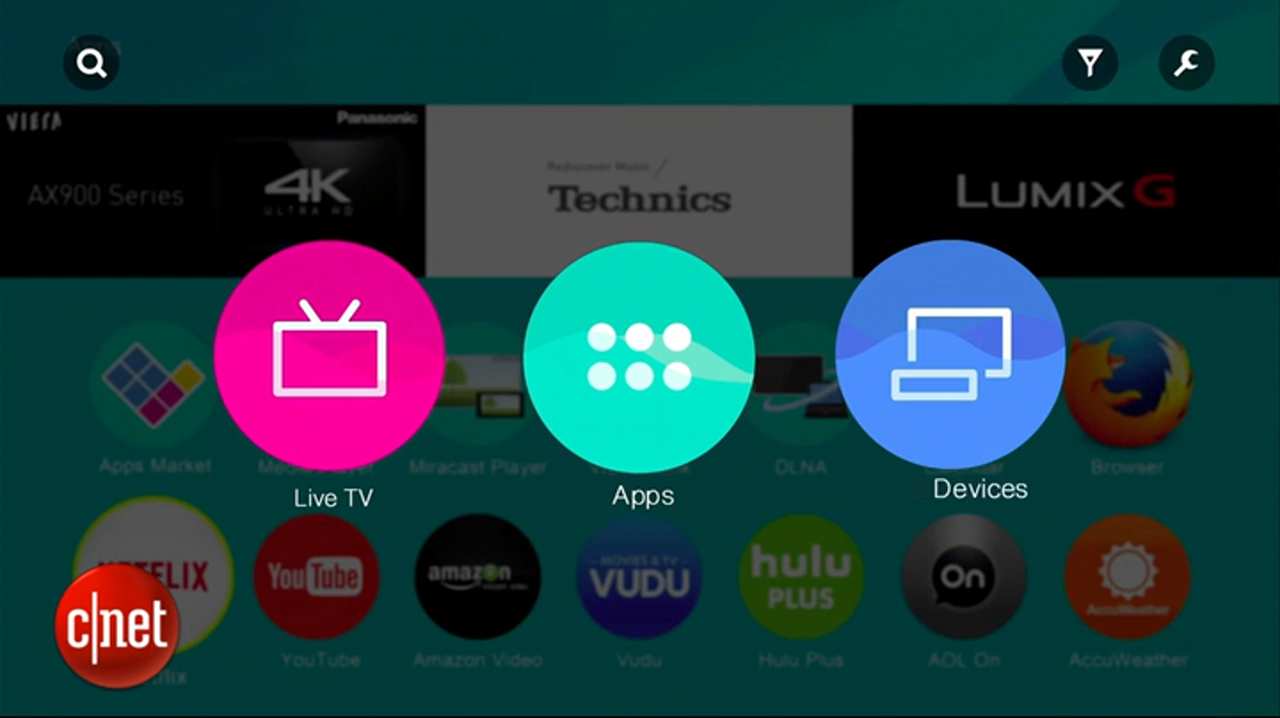 VIERA
Panasonic
AX900 Series
4K
ULTRA HD
Rediscover Music
Technics
LUMIX G
Apps Market
Miracast Player
DLNA
Browser
Live TV
Apps
Devices
NETFLIX
YouTube
amazon
MOVIES & TV
VUDU
hulu
PLUS
On
AccuWeather
c|net
YouTube
Amazon Video
Vudu
Hulu Plus
AOL On
AccuWeather